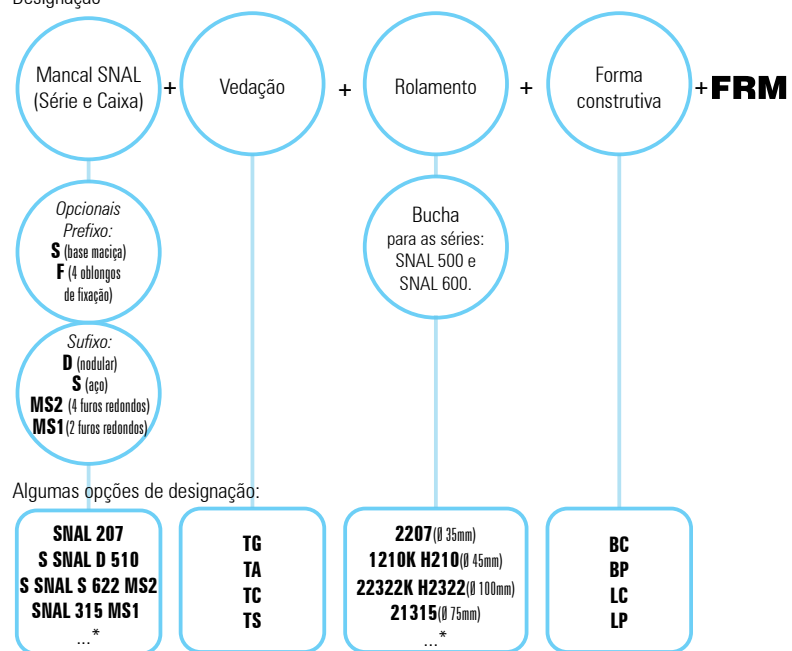 Designação
Mancal SNAL
(Série e Caixa)
+
Vedação
+
Rolamento
+
Forma
construtiva
+FRM
Opcionais
Prefixo:
S (base maciça)
F (4 oblongos
de fixação)
Sufixo:
D (nodular)
S (aço)
MS2 (4 furos redondos)
MS1(2 furos redondos)
Bucha
para as séries:
SNAL 500 e
SNAL 600.
Algumas opções de designação:
SNAL 207
S SNAL D 510
S SNAL S 622 MS2
SNAL 315 MS1
...*
TG
TA
TC
TS
2207(Ø 35mm)
1210K H210(Ø 45mm)
22322K H2322(Ø 100mm)
21315(Ø 75mm)
...*
BC
BP
LC
LP